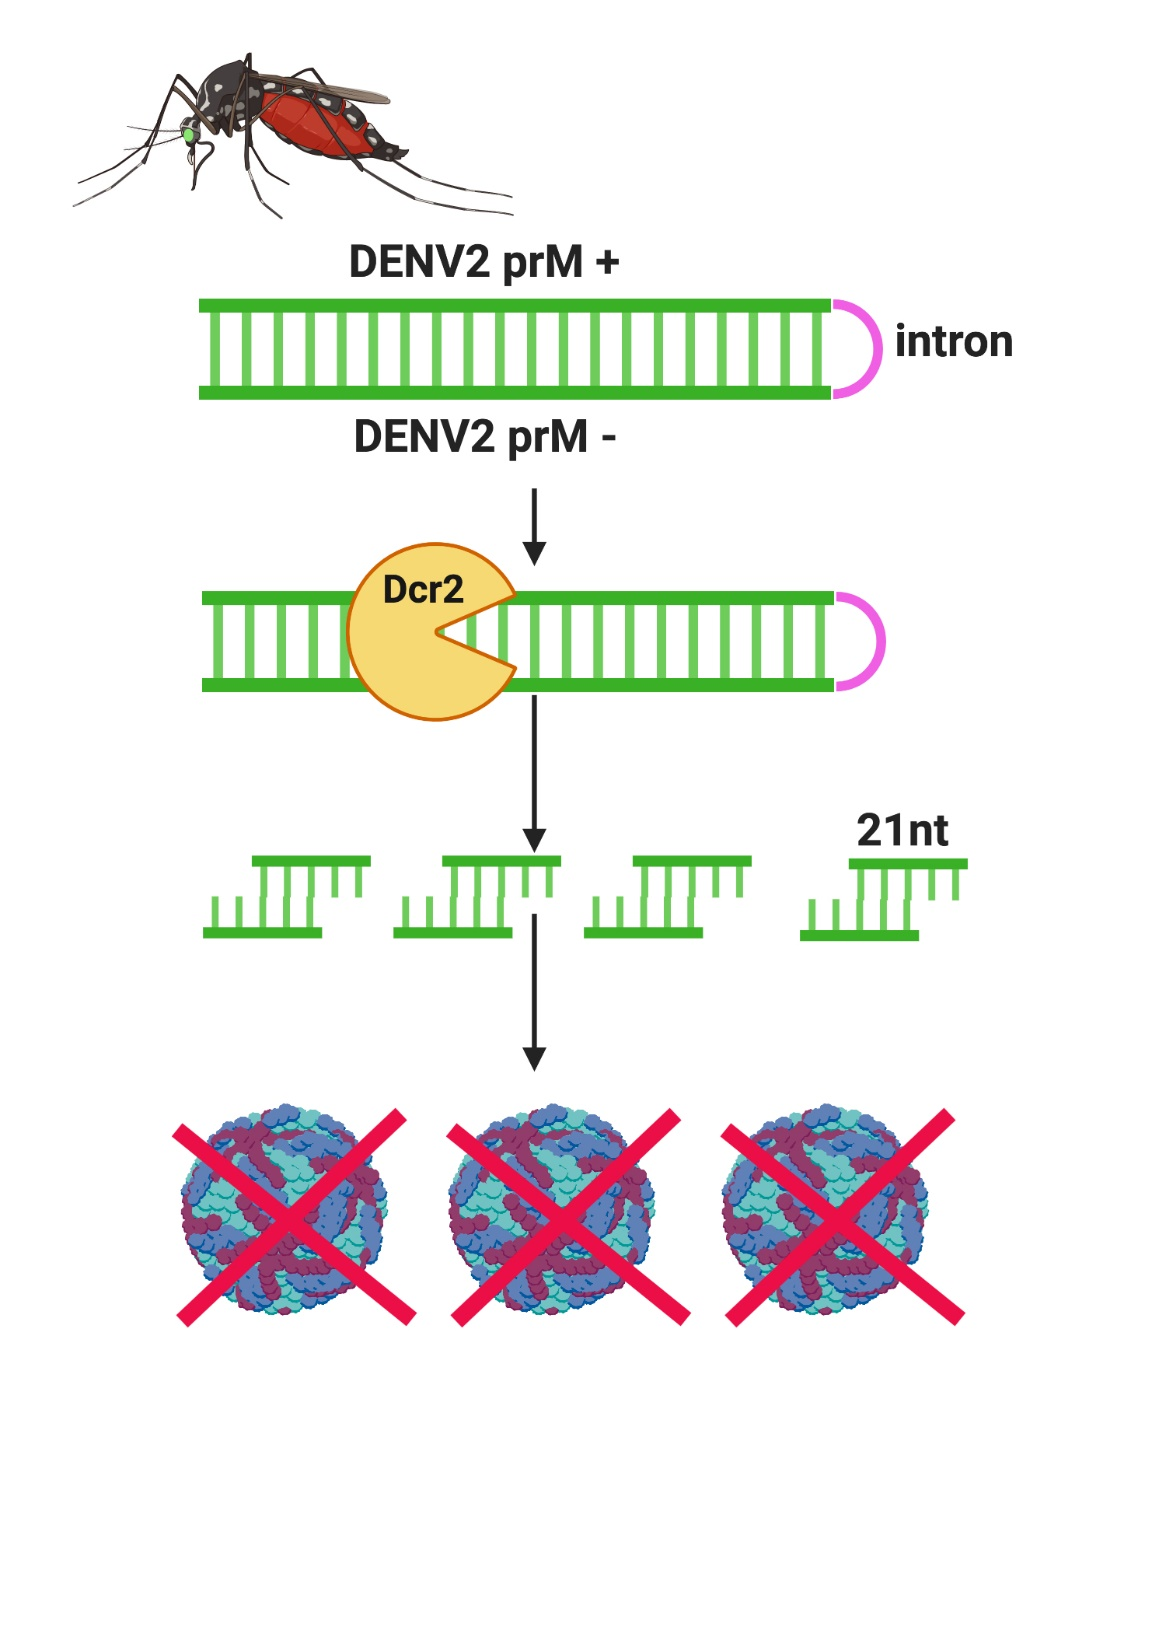 DENV2 prM +
intron
DENV2 prM -
Dcr2
21nt